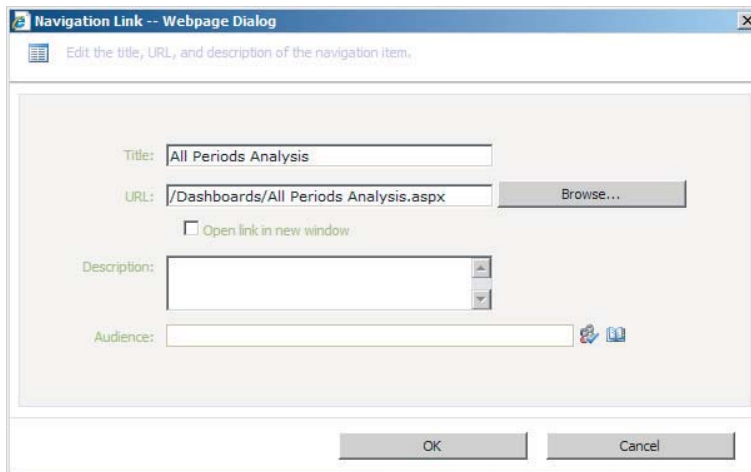 Navigation Link -- Webpage Dialog
Edit the title, URL, and description of the navigation item.
Title: All Periods Analysis
URL: /Dashboards/All Periods Analysis.aspx Browse...
Open link in new window
Description:
Audience:
OK Cancel